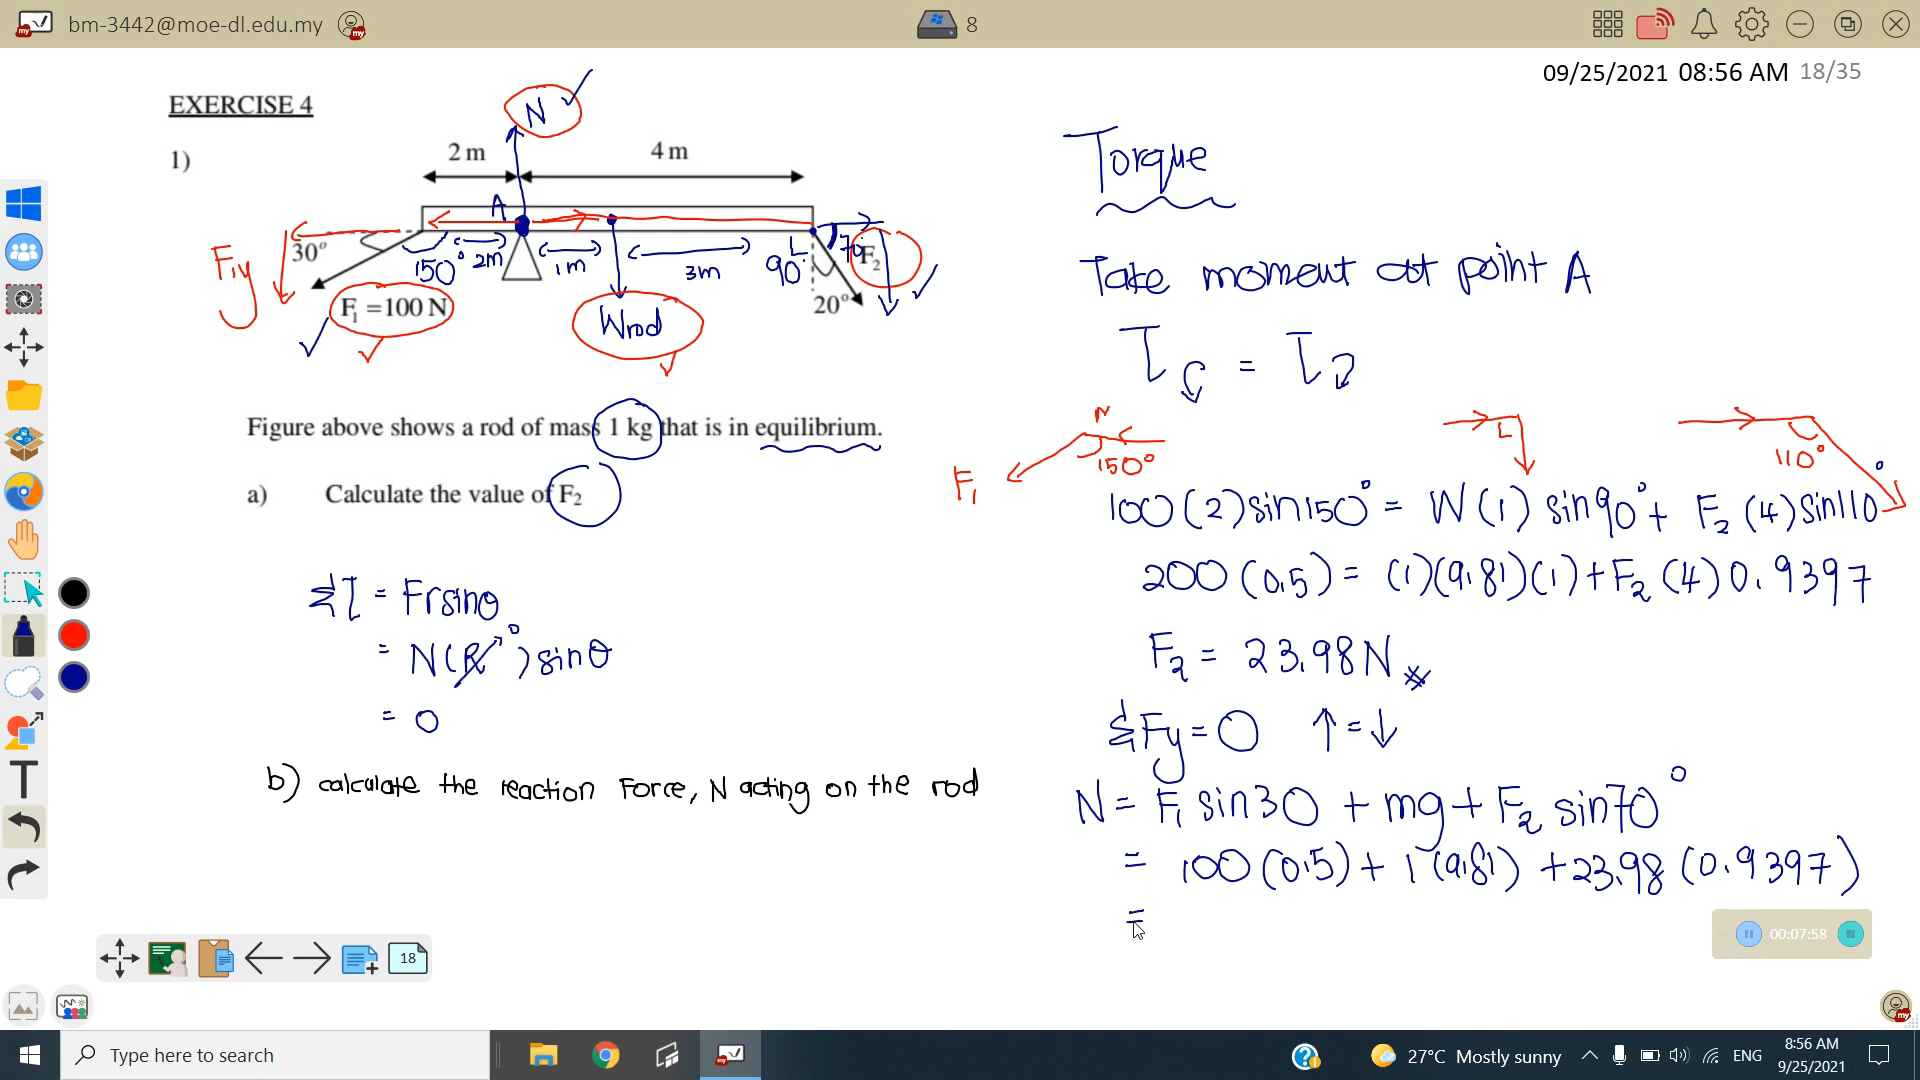 bm-3442@moe-dl.edu.my
8
09/25/2021 08:56 AM 18/35
EXERCISE 4
1)
N
2 m
4 m
A
30°
F1y
150°
2m
1m
3m
90°
70°
F2
20°
F1 =100 N
Wrod
Figure above shows a rod of mass 1 kg that is in equilibrium.
a) Calculate the value of F2
Στ = Fr sinθ
= N(R 0) sinθ
= 0
b) calculate the reaction Force, N acting on the rod
Torque
Take moment at point A
τ = τ
F1
150°
110°
100(2)sin150° = W(1) sin90° + F2(4)sin110°
200(0.5) = (1)(9.81)(1)+F2(4)0.9397
F2 = 23.98N
ΣFy=0 ↑=↓
N = F1 sin30 + mg + F2 sin70°
= 100(0.5) + 1(9.81) +23.98(0.9397)
=
00:07:58
18
Type here to search
27°C Mostly sunny
ENG
8:56 AM
9/25/2021